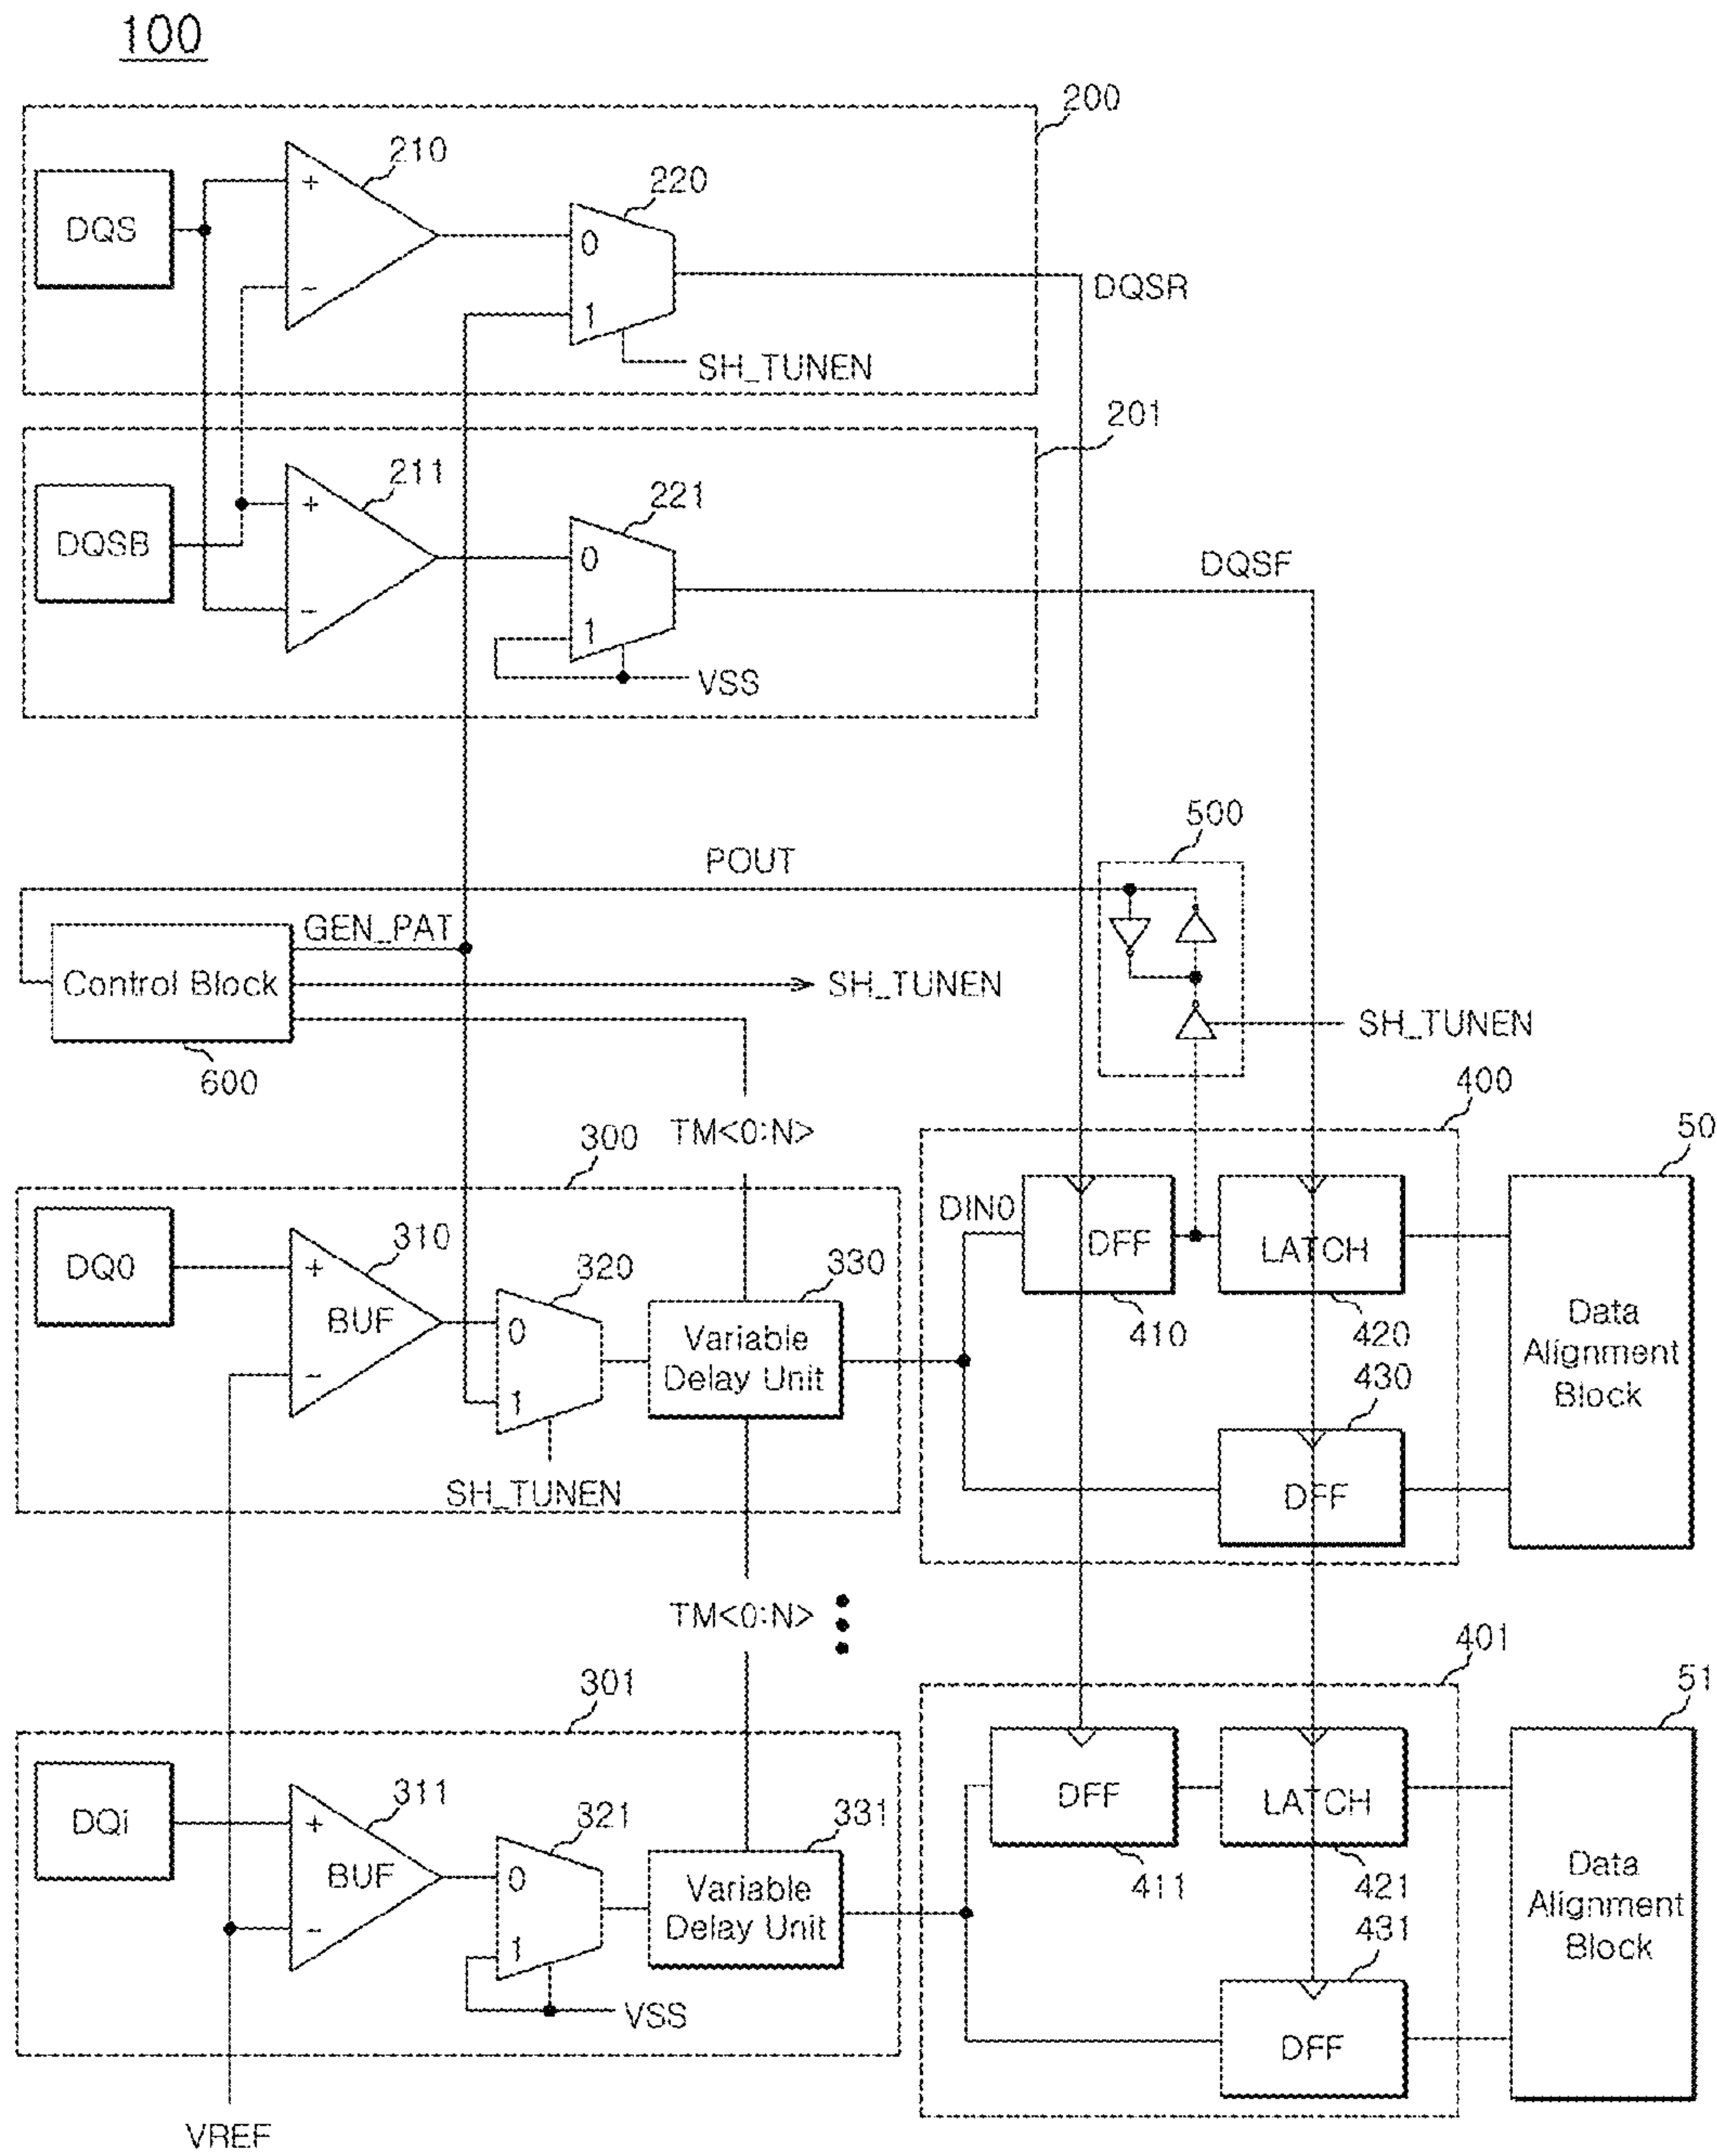 100
200
210
220
DQS
+
0
DQSR
−
1
SH_TUNEN
201
211
221
DQSB
+
0
DQSF
−
1
VSS
500
POUT
GEN_PAT
Control Block
SH_TUNEN
SH_TUNEN
600
400
50
300
TM<0:N>
DIN0
DQ0
310
+
BUF
320
330
DFF
LATCH
0
Variable
Delay Unit
410
420
Data
Alignment
Block
−
1
430
SH_TUNEN
DFF
TM<0:N>
401
51
301
DQi
311
+
BUF
321
331
DFF
LATCH
0
Variable
Delay Unit
411
421
Data
Alignment
Block
−
1
431
VSS
DFF
VREF